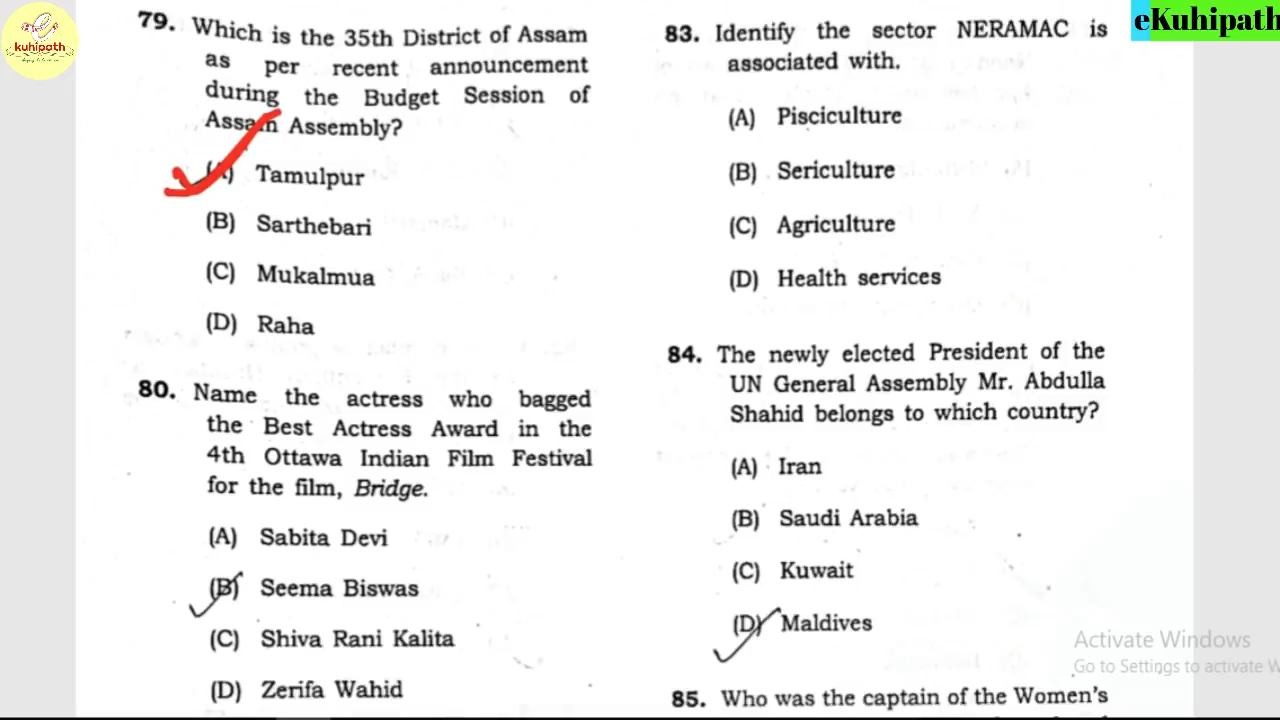 kuhipath
eKuhipath
79. Which is the 35th District of Assam
as per recent announcement
during the Budget Session of
Assam Assembly?
(A) Tamulpur
(B) Sarthebari
(C) Mukalmua
(D) Raha
80. Name the actress who bagged
the Best Actress Award in the
4th Ottawa Indian Film Festival
for the film, Bridge.
(A) Sabita Devi
(B) Seema Biswas
(C) Shiva Rani Kalita
(D) Zerifa Wahid
83. Identify the sector NERAMAC is
associated with.
(A) Pisciculture
(B) Sericulture
(C) Agriculture
(D) Health services
84. The newly elected President of the
UN General Assembly Mr. Abdulla
Shahid belongs to which country?
(A) Iran
(B) Saudi Arabia
(C) Kuwait
(D) Maldives
85. Who was the captain of the Women's
Activate Windows
Go to Settings to activate W